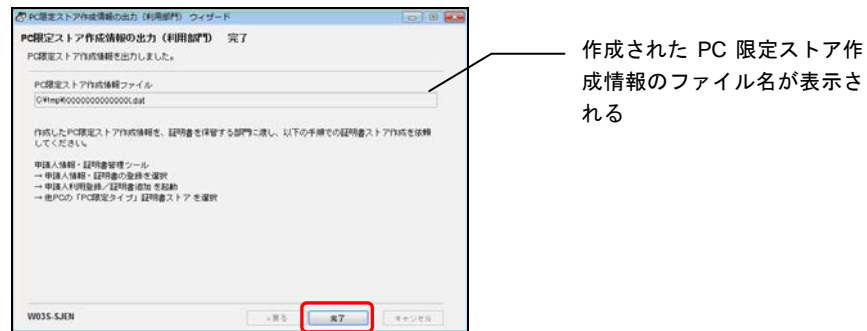 PC限定ストア作成情報の出力（利用部門） ウィザード
PC限定ストア作成情報の出力（利用部門） 完了
PC限定ストア作成情報を出力しました。
PC限定ストア作成情報ファイル
作成したPC限定ストア作成情報を、証明書を保管する部門に渡し、以下の手順での証明書ストア作成を依頼
してください。
申請人情報・証明書管理ツール
→ 申請人情報・証明書の登録を選択
→ 申請人利用登録／証明書追加 を起動
→ 他PCの「PC限定タイプ」証明書ストア を選択
W03S-SJEN
<戻る
完了
キャンセル
作成された PC 限定ストア作
成情報のファイル名が表示さ
れる